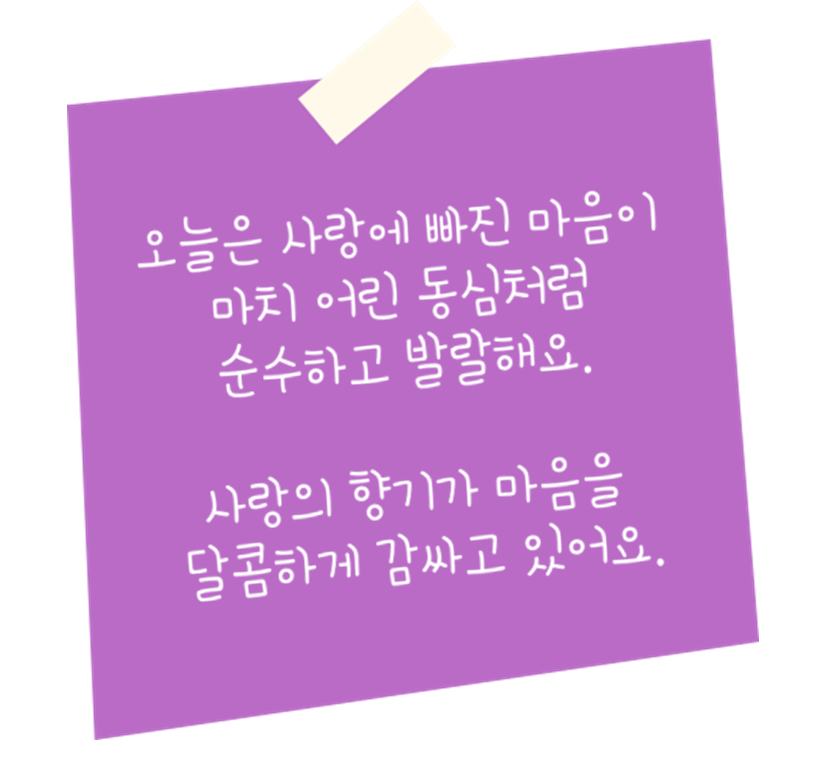 오늘은 사랑에 빠진 마음이
마치 어린 동심처럼
순수하고 발랄해요.
사랑의 향기가 마음을
달콤하게 감싸고 있어요.